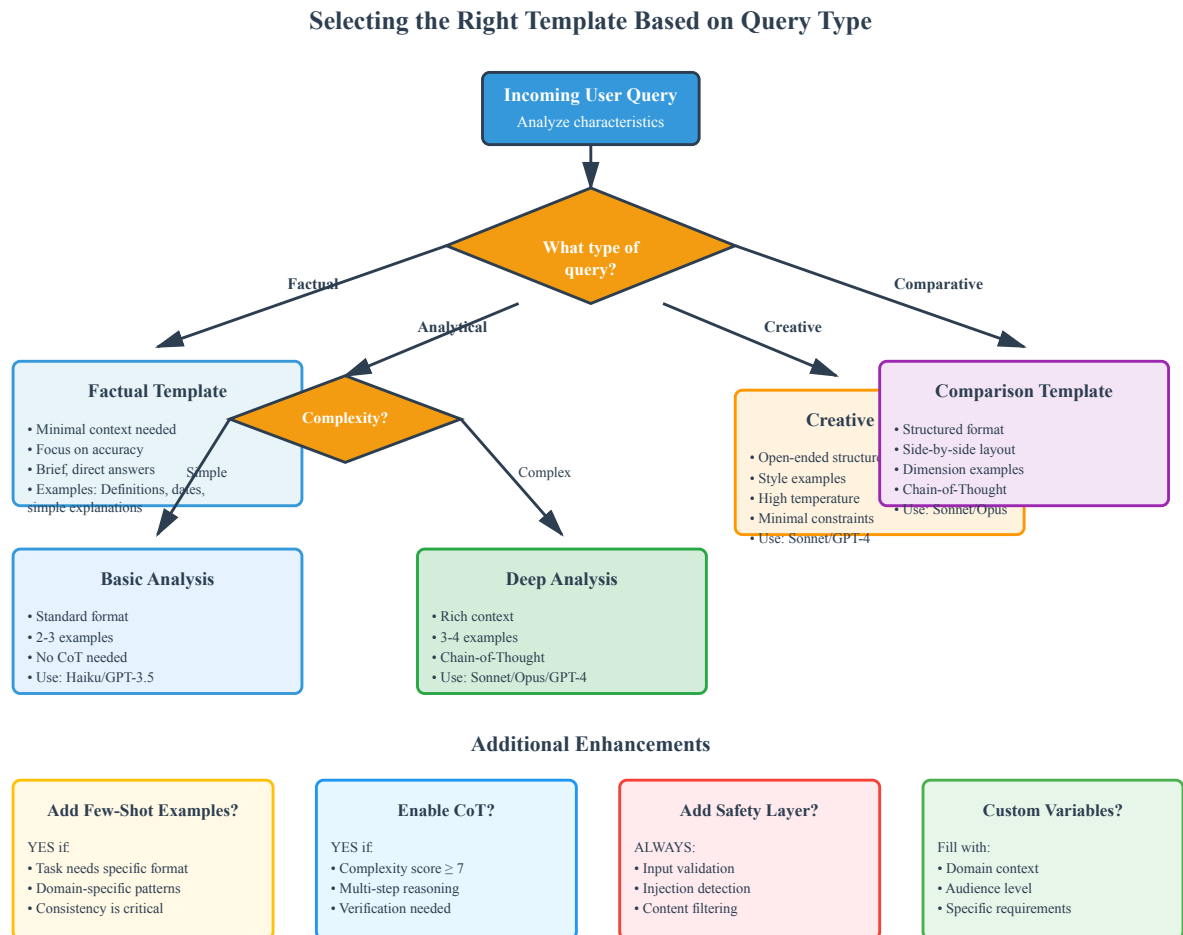 Selecting the Right Template Based on Query Type
Incoming User Query
Analyze characteristics
What type of
query?
Factual
Comparative
Analytical
Creative
Factual Template
• Minimal context needed
• Focus on accuracy
• Brief, direct answers
• Examples: Definitions, dates,
simple explanations
Complexity?
Simple
Complex
Creative
• Open-ended structure
• Style examples
• High temperature
• Minimal constraints
• Use: Sonnet/GPT-4
Comparison Template
• Structured format
• Side-by-side layout
• Dimension examples
• Chain-of-Thought
• Use: Sonnet/Opus
Basic Analysis
• Standard format
• 2-3 examples
• No CoT needed
• Use: Haiku/GPT-3.5
Deep Analysis
• Rich context
• 3-4 examples
• Chain-of-Thought
• Use: Sonnet/Opus/GPT-4
Additional Enhancements
Add Few-Shot Examples?
YES if:
• Task needs specific format
• Domain-specific patterns
• Consistency is critical
Enable CoT?
YES if:
• Complexity score ≥ 7
• Multi-step reasoning
• Verification needed
Add Safety Layer?
ALWAYS:
• Input validation
• Injection detection
• Content filtering
Custom Variables?
Fill with:
• Domain context
• Audience level
• Specific requirements